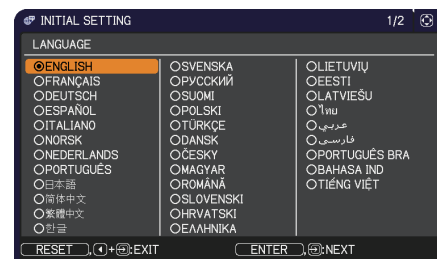 INITIAL SETTING 1/2
LANGUAGE
ENGLISH
FRANÇAIS
DEUTSCH
ESPAÑOL
ITALIANO
NORSK
NEDERLANDS
PORTUGUÊS
日本語
简体中文
繁體中文
한글
SVENSKA
РУССКИЙ
SUOMI
POLSKI
TÜRKÇE
DANSK
ČESKY
MAGYAR
ROMÂNĂ
SLOVENSKI
HRVATSKI
ΕΛΛΗΝΙΚΑ
LIETUVIŲ
EESTI
LATVIEŠU
ไทย
عربي
فارسی
PORTUGUÊS BRA
BAHASA IND
TIẾNG VIỆT
RESET ,+:EXIT ENTER ,:NEXT